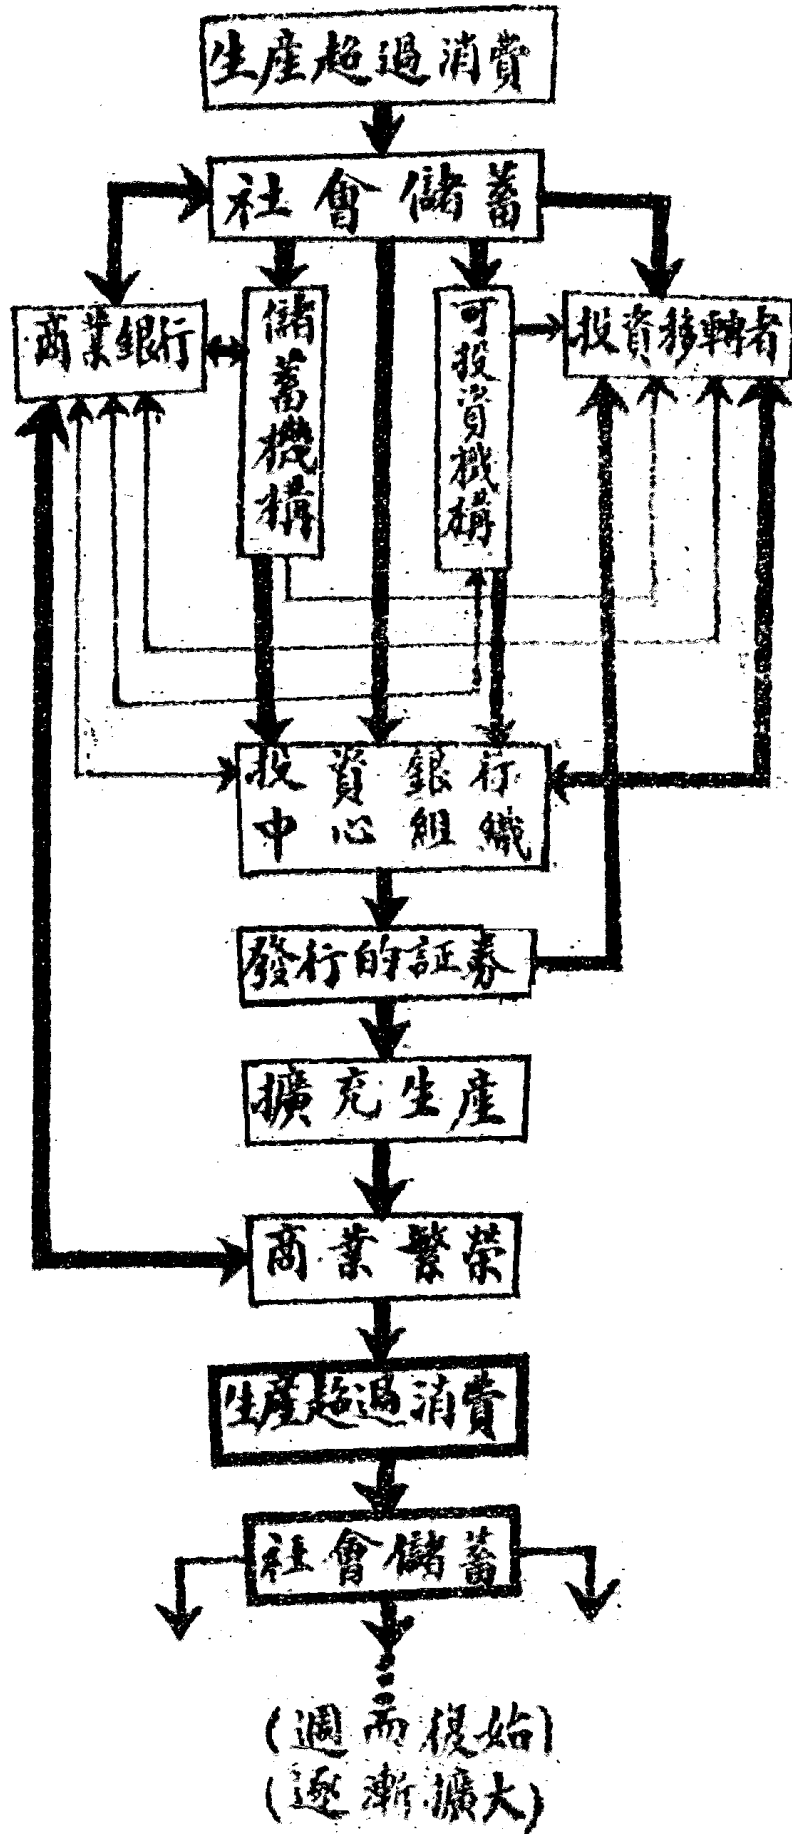 生產超過消費
社會儲蓄
商業銀行
儲蓄機構
可投資機構
投資移轉者
投資銀行
中心組織
發行的証券
擴充生產
商業繁榮
生產超過消費
社會儲蓄
(週而復始)
(逐漸擴大)